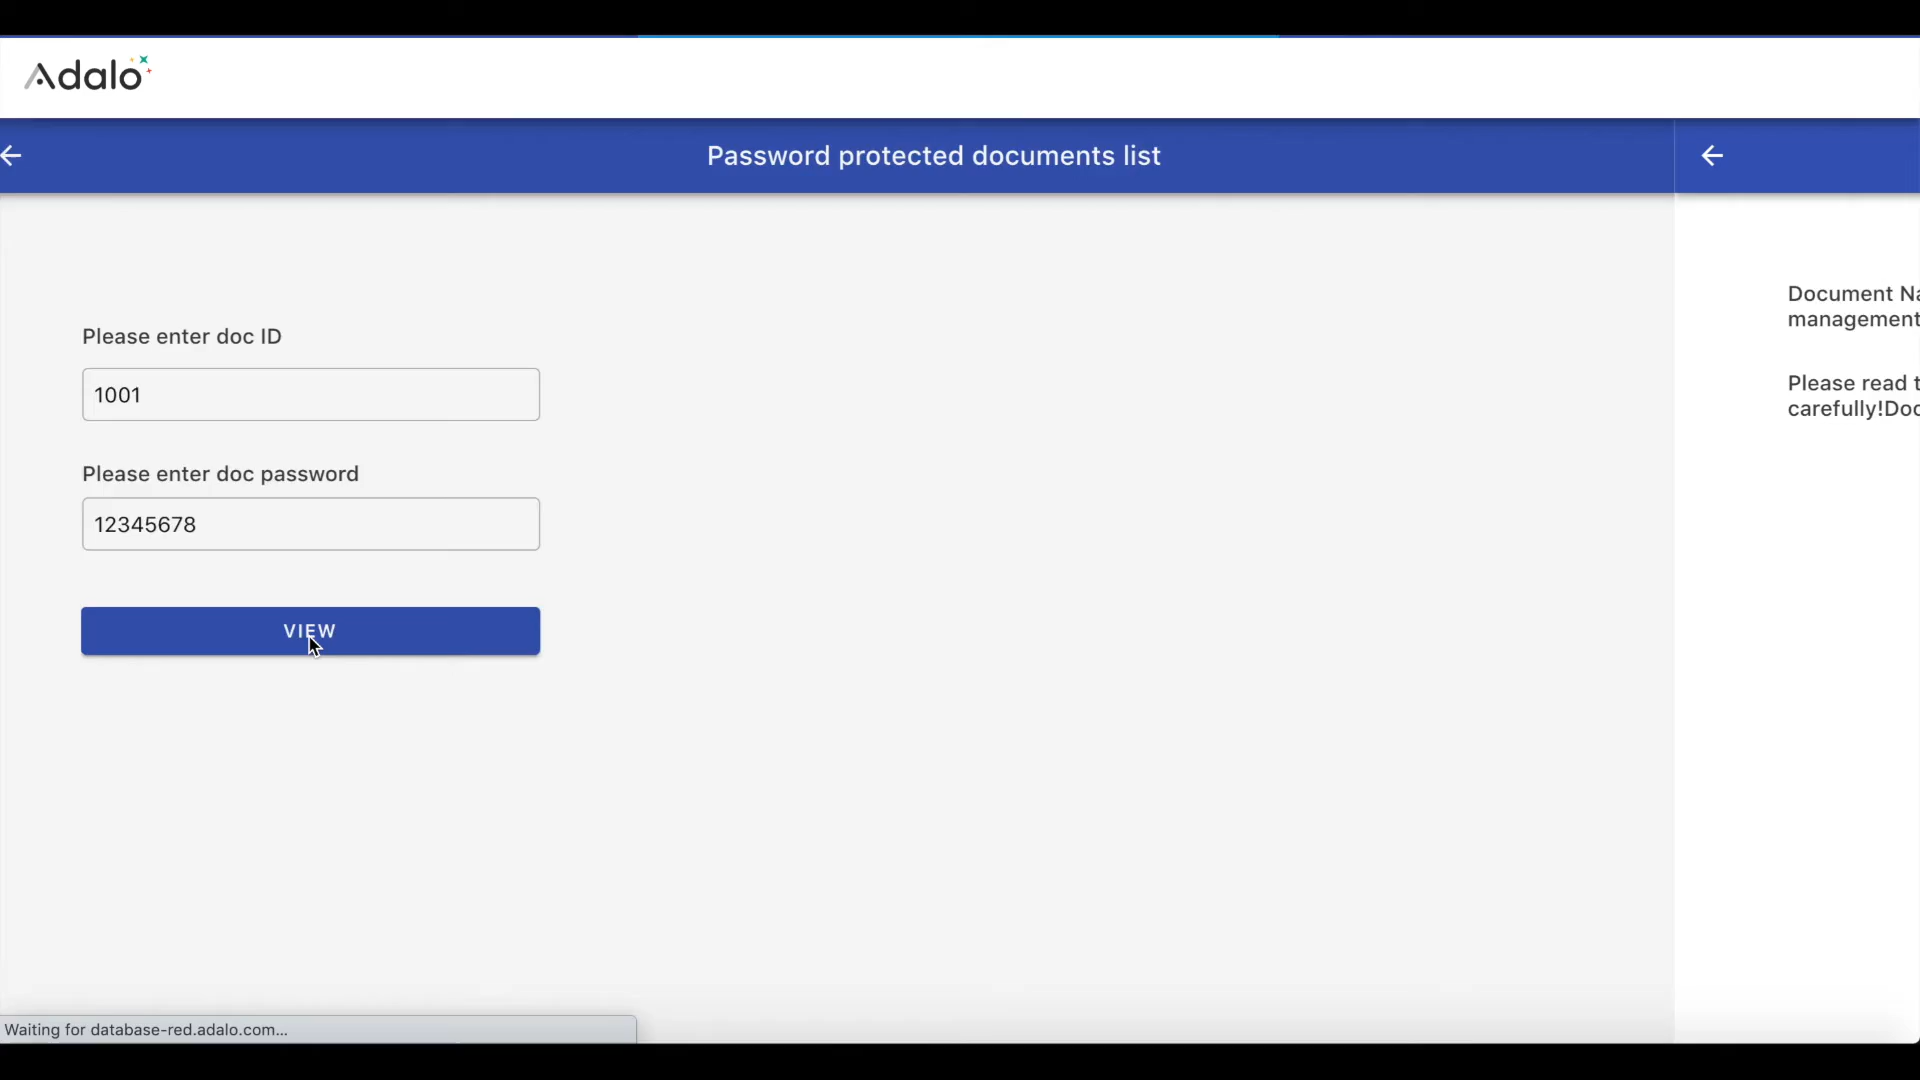 Adalo
Password protected documents list
Please enter doc ID
1001
Please enter doc password
12345678
VIEW
Document Na
management
Please read t
carefully!Doc
Waiting for database-red.adalo.com...